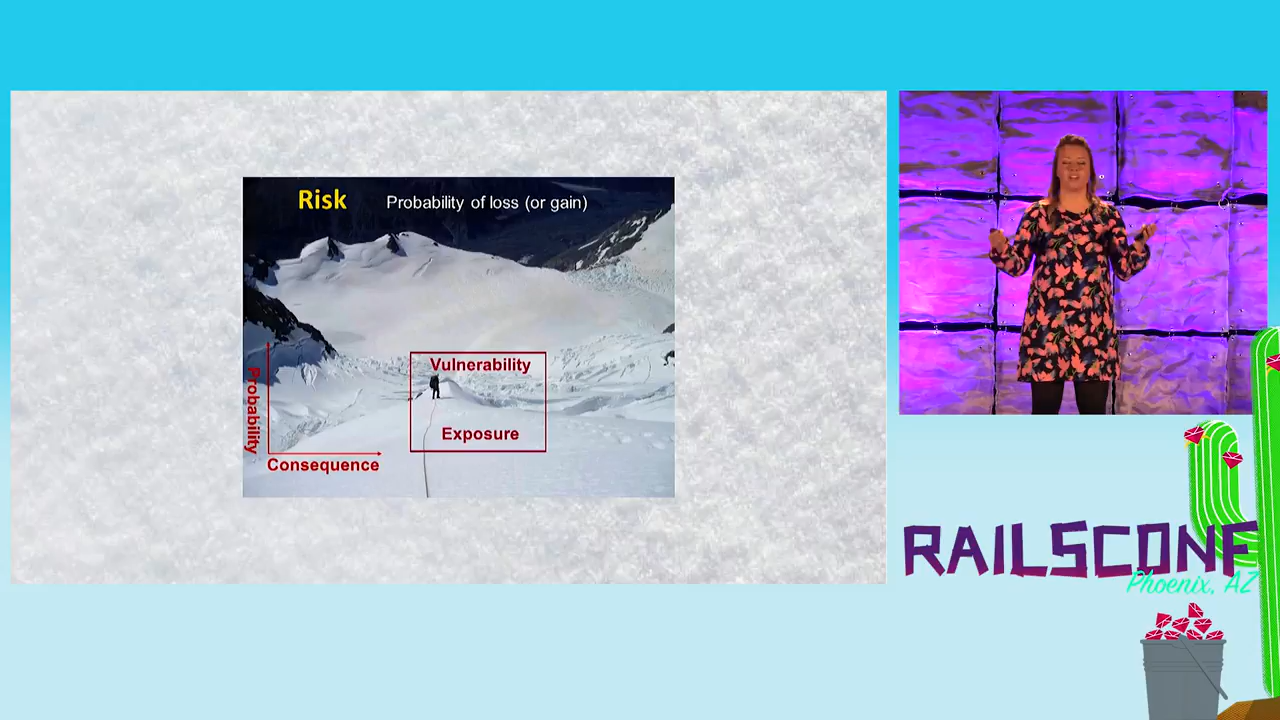 Risk
Probability of loss (or gain)
Vulnerability
Exposure
Probability
Consequence
RAILSCONF
Phoenix, AZ